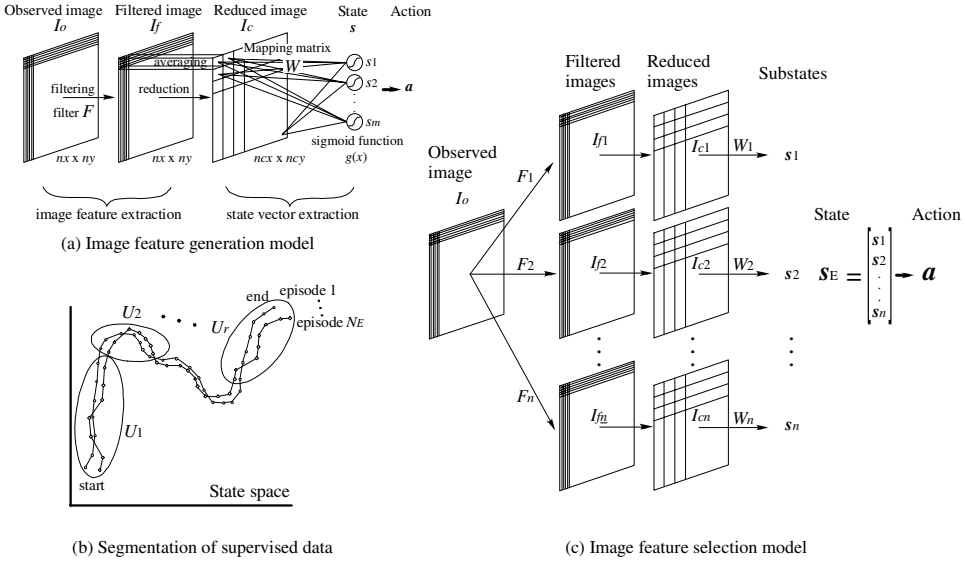 Observed image Filtered image Reduced image State Action
Io If Ic s
Mapping matrix
averaging W s1
filtering reduction s2 a
filter F
sm
sigmoid function
nx x ny nx x ny ncx x ncy g(x)
image feature extraction state vector extraction
(a) Image feature generation model
end episode 1
U2 Ur episode NE
U1
start
State space
(b) Segmentation of supervised data
Filtered images Reduced images Substates
Observed image
Io
F1 If1 Ic1 W1 s1
State Action
F2 If2 Ic2 W2 s2 sE = s1 s2 . . . sn a
Fn Ifn Icn Wn sn
(c) Image feature selection model